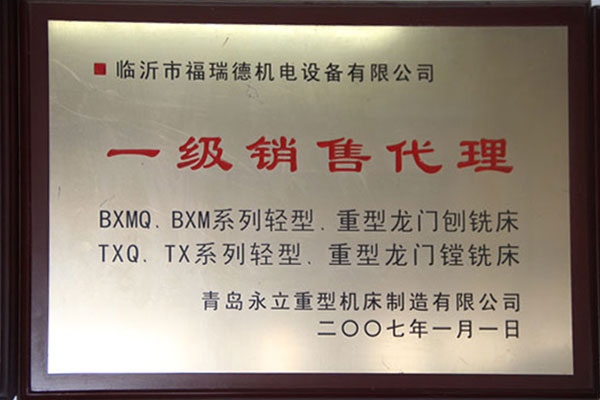 临沂市福瑞德机电设备有限公司
一级销售代理
BXMQ、BXM系列轻型、重型龙门刨铣床
TXQ、TX系列轻型、重型龙门镗铣床
青岛永立重型机床制造有限公司
二〇〇七年一月一日